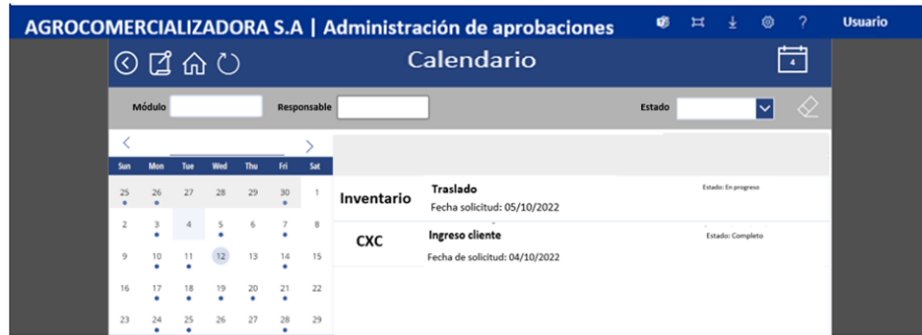 AGROCOMERCIALIZADORA S.A | Administración de aprobaciones ? Usuario
Calendario 4
Módulo Responsable Estado
< >
Sun Mon Tue Wed Thu Fri Sat
25 26 27 28 29 30 1
2 3 4 5 6 7 8
9 10 11 12 13 14 15
16 17 18 19 20 21 22
23 24 25 26 27 28 29
Inventario
Traslado
Estado: En progreso
Fecha solicitud: 05/10/2022
CXC
Ingreso cliente
Estado: Completo
Fecha de solicitud: 04/10/2022